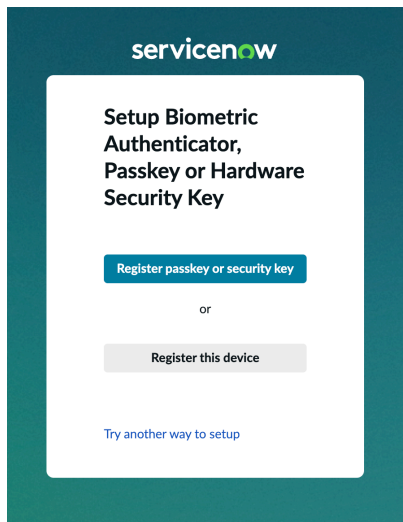 servicenow
Setup Biometric
Authenticator,
Passkey or Hardware
Security Key
Register passkey or security key
or
Register this device
Try another way to setup